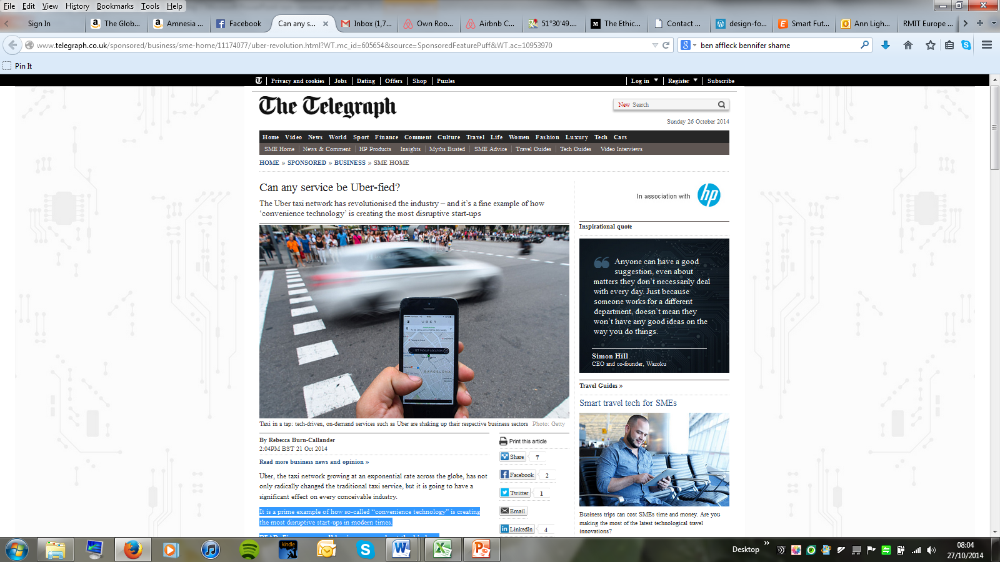 File Edit View History Bookmarks Tools Help
Sign In The Glob... Amnesia ... Facebook Can any s... Inbox (1,7... Own Roo... Airbnb C... 51°30'49.... The Ethic... Contact ... design-fo... Smart Fut... Ann Ligh... RMIT Europe ...
www.telegraph.co.uk/sponsored/business/sme-home/11174077/uber-revolution.html?WT.mc_id=605654&source=SponsoredFeaturePuff&WT.ac=10953970
ben affleck bennifer shame
Pin It
Privacy and cookies Jobs Dating Offers Shop Puzzles Log in Register Subscribe
The Telegraph
New Search
Sunday 26 October 2014
Home Video News World Sport Finance Comment Culture Travel Life Women Fashion Luxury Tech Cars
SME Home News & Comment HP Products Insights Myths Busted SME Advice Travel Guides Tech Guides Video Interviews
HOME » SPONSORED » BUSINESS » SME HOME
Can any service be Uber-fied?
The Uber taxi network has revolutionised the industry – and it's a fine example of how
'convenience technology' is creating the most disruptive start-ups
UBER
SET PICKUP LOCATION
BARCELONA
Taxi in a tap: tech-driven, on-demand services such as Uber are shaking up their respective business sectors Photo: Getty
By Rebecca Burn-Callander
2:04PM BST 21 Oct 2014
Read more business news and opinion »
Uber, the taxi network growing at an exponential rate across the globe, has not
only radically changed the traditional taxi service, but it is going to have a
significant effect on every conceivable industry.
It is a prime example of how so-called "convenience technology" is creating
the most disruptive start-ups in modern times.
Print this article
Share 7
Facebook 2
Twitter 1
Email
LinkedIn 4
In association with hp
Inspirational quote
Anyone can have a good
suggestion, even about
matters they don't necessarily deal
with every day. Just because
someone works for a different
department, doesn't mean they
won't have any good ideas on the
way you do things.
Simon Hill
CEO and co-founder, Wazoku
Travel Guides »
Smart travel tech for SMEs
Business trips can cost SMEs time and money. Are you
making the most of the latest technological travel
innovations?
kindle
Desktop
08:04
27/10/2014